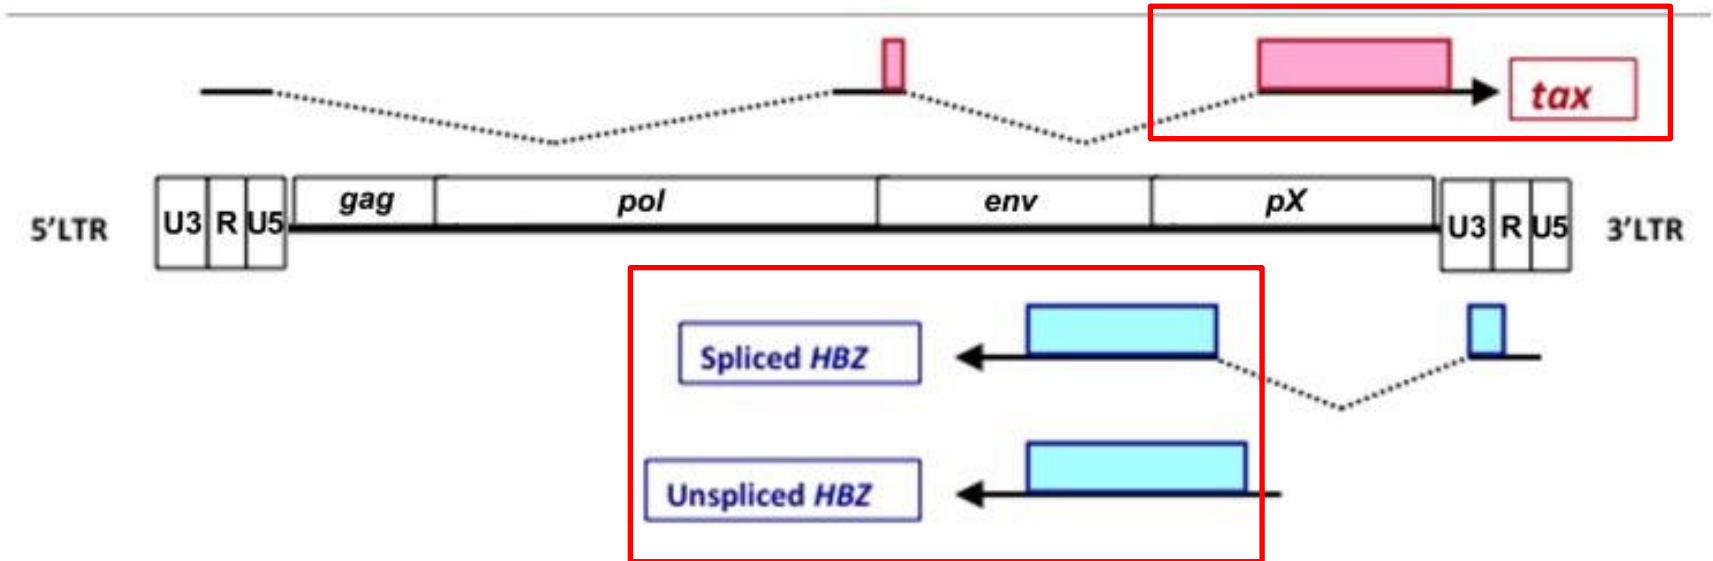 tax
5'LTR U3 R U5 gag pol env pX U3 R U5 3'LTR
Spliced HBZ
Unspliced HBZ